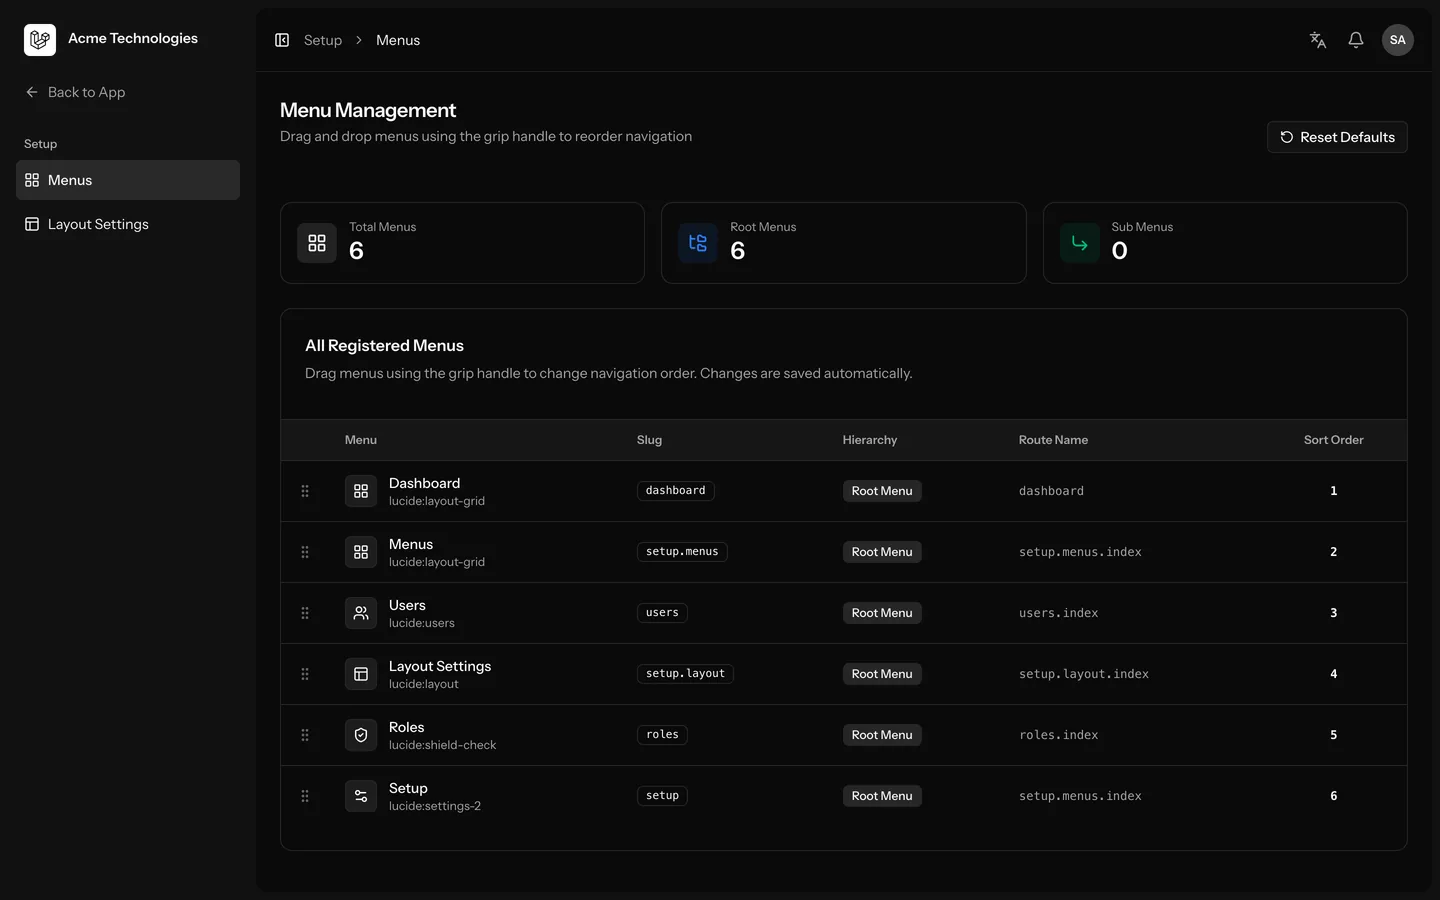 Acme Technologies
Back to App
Setup
Menus
Layout Settings
Setup > Menus
SA
Menu Management
Drag and drop menus using the grip handle to reorder navigation
Reset Defaults
Total Menus
6
Root Menus
6
Sub Menus
0
All Registered Menus
Drag menus using the grip handle to change navigation order. Changes are saved automatically.
Menu Slug Hierarchy Route Name Sort Order
Dashboard
lucide:layout-grid
dashboard Root Menu dashboard 1
Menus
lucide:layout-grid
setup.menus Root Menu setup.menus.index 2
Users
lucide:users
users Root Menu users.index 3
Layout Settings
lucide:layout
setup.layout Root Menu setup.layout.index 4
Roles
lucide:shield-check
roles Root Menu roles.index 5
Setup
lucide:settings-2
setup Root Menu setup.menus.index 6